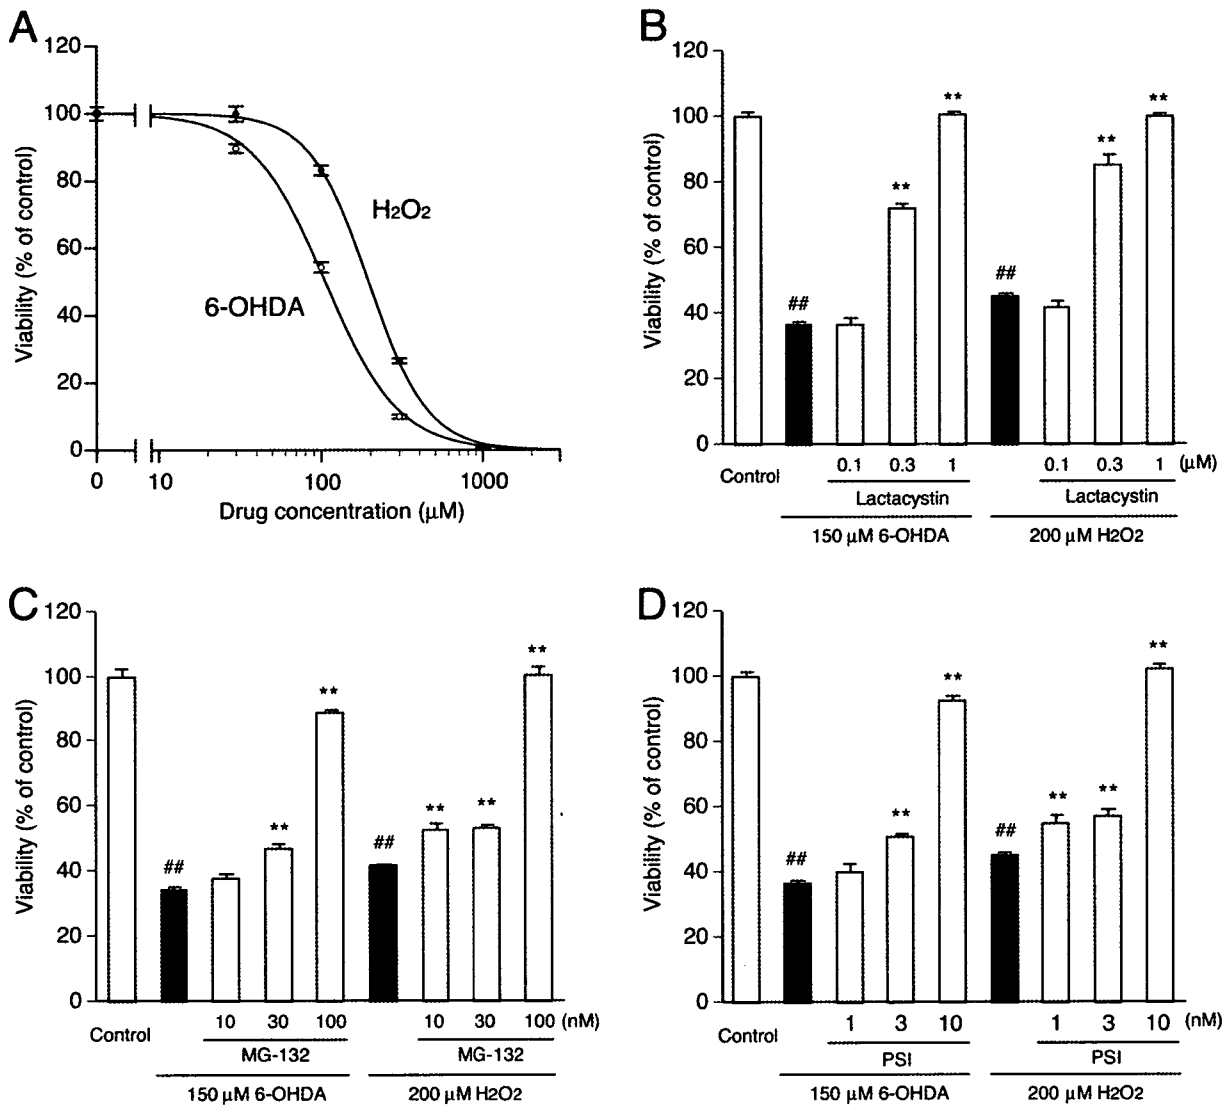 A
120
100
80
60
40
20
0
Viability (% of control)
H2O2
6-OHDA
0 10 100 1000
Drug concentration (µM)
B
120
100
80
60
40
20
0
Viability (% of control)
## ** ** ## ** **
Control 0.1 0.3 1 0.1 0.3 1 (µM)
Lactacystin Lactacystin
150 µM 6-OHDA 200 µM H2O2
C
120
100
80
60
40
20
0
Viability (% of control)
## ** ** ## ** ** **
Control 10 30 100 10 30 100 (nM)
MG-132 MG-132
150 µM 6-OHDA 200 µM H2O2
D
120
100
80
60
40
20
0
Viability (% of control)
## ** ** ## ** ** **
Control 1 3 10 1 3 10 (nM)
PSI PSI
150 µM 6-OHDA 200 µM H2O2